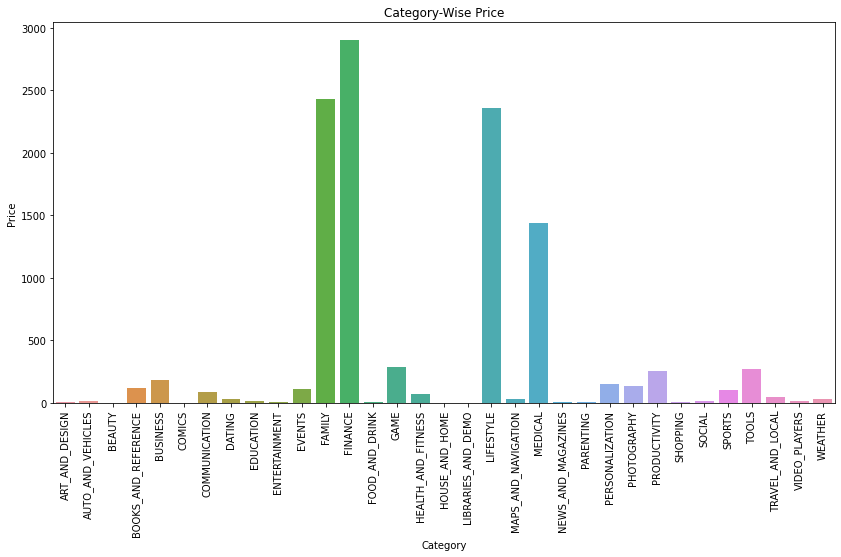 Category-Wise Price
3000
2500
2000
1500
1000
500
0
Price
ART_AND_DESIGN
AUTO_AND_VEHICLES
BEAUTY
BOOKS_AND_REFERENCE
BUSINESS
COMICS
COMMUNICATION
DATING
EDUCATION
ENTERTAINMENT
EVENTS
FAMILY
FINANCE
FOOD_AND_DRINK
GAME
HEALTH_AND_FITNESS
HOUSE_AND_HOME
LIBRARIES_AND_DEMO
LIFESTYLE
MAPS_AND_NAVIGATION
MEDICAL
NEWS_AND_MAGAZINES
PARENTING
PERSONALIZATION
PHOTOGRAPHY
PRODUCTIVITY
SHOPPING
SOCIAL
SPORTS
TOOLS
TRAVEL_AND_LOCAL
VIDEO_PLAYERS
WEATHER
Category